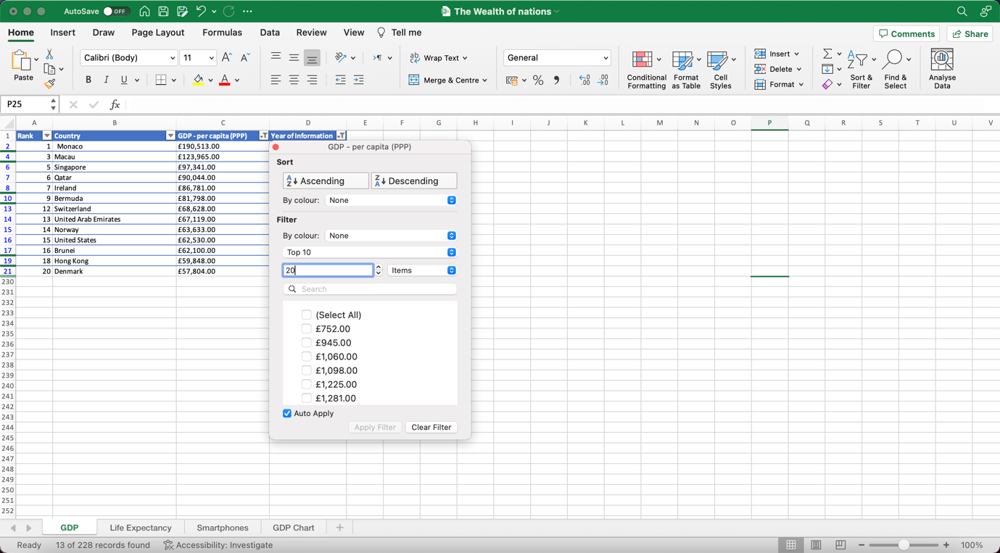 AutoSave OFF The Wealth of nations
Home Insert Draw Page Layout Formulas Data Review View Tell me Comments Share
Paste Calibri (Body) 11 B I U A A A Wrap Text Merge & Centre General % Conditional Formatting Format as Table Cell Styles Insert Delete Format Sort & Filter Find & Select Analyse Data
P25 fx
A B C D E F G H I J K L M N O P Q R S T U V
1 Rank Country GDP - per capita (PPP) Year of Information
2 1 Monaco £190,513.00
4 3 Macau £123,965.00
6 5 Singapore £97,341.00
7 6 Qatar £90,044.00
8 7 Ireland £86,781.00
10 9 Bermuda £81,798.00
13 12 Switzerland £68,628.00
14 13 United Arab Emirates £67,119.00
15 14 Norway £63,633.00
16 15 United States £62,530.00
17 16 Brunei £62,100.00
19 18 Hong Kong £59,848.00
21 20 Denmark £57,804.00
230
231
232
233
234
235
236
237
238
239
240
241
242
243
244
245
246
247
248
249
250
251
252
GDP - per capita (PPP)
Sort
Ascending Descending
By colour: None
Filter
By colour: None
Top 10
20 Items
Search
(Select All)
£752.00
£945.00
£1,060.00
£1,098.00
£1,225.00
£1,281.00
Auto Apply
Apply Filter Clear Filter
GDP Life Expectancy Smartphones GDP Chart
Ready 13 of 228 records found Accessibility: Investigate 100%